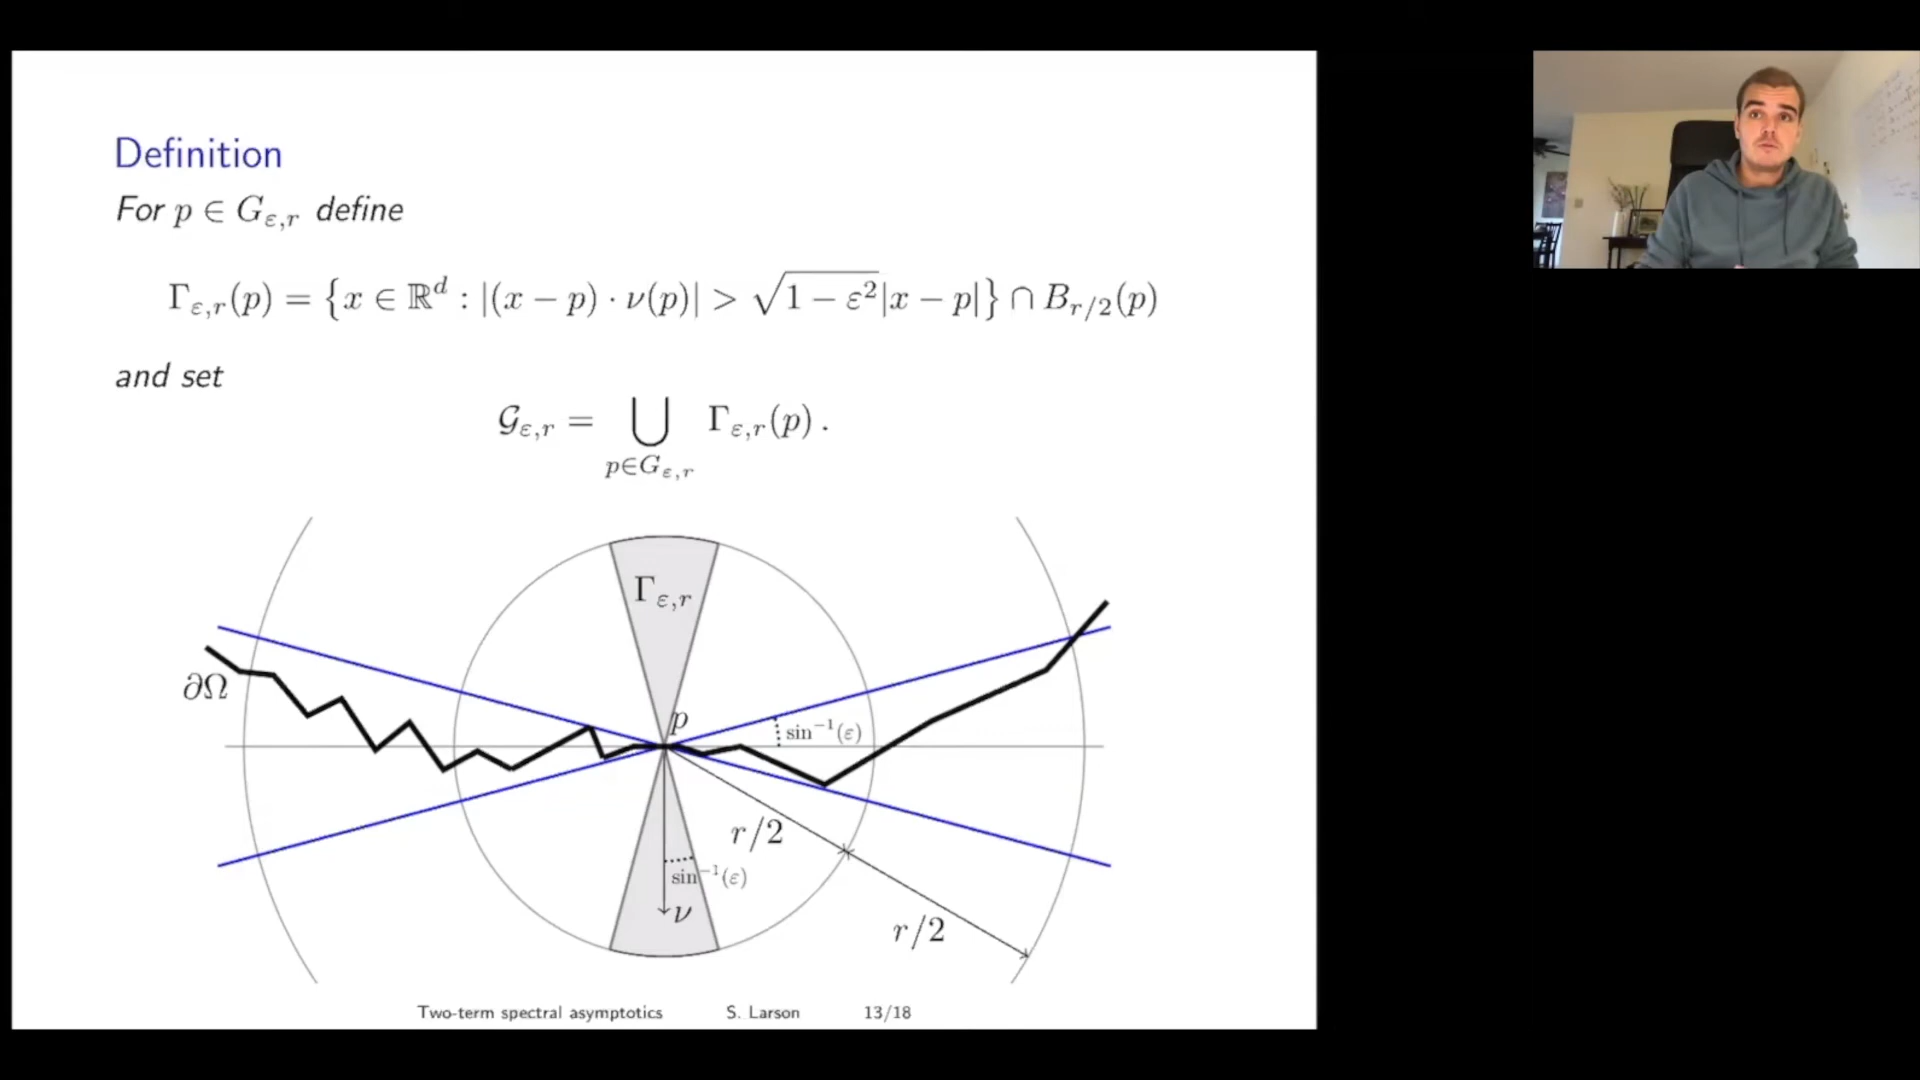 Definition
For p ∈ G_{ε,r} define
Γ_{ε,r}(p) = {x ∈ ℝ^d : |(x − p) · ν(p)| > √(1 − ε²)|x − p|} ∩ B_{r/2}(p)
and set
𝒢_{ε,r} = ⋃_{p∈G_{ε,r}} Γ_{ε,r}(p) .
Γ_{ε,r}
∂Ω
p
sin⁻¹(ε)
r/2
sin⁻¹(ε)
ν
r/2
Two-term spectral asymptotics S. Larson 13/18